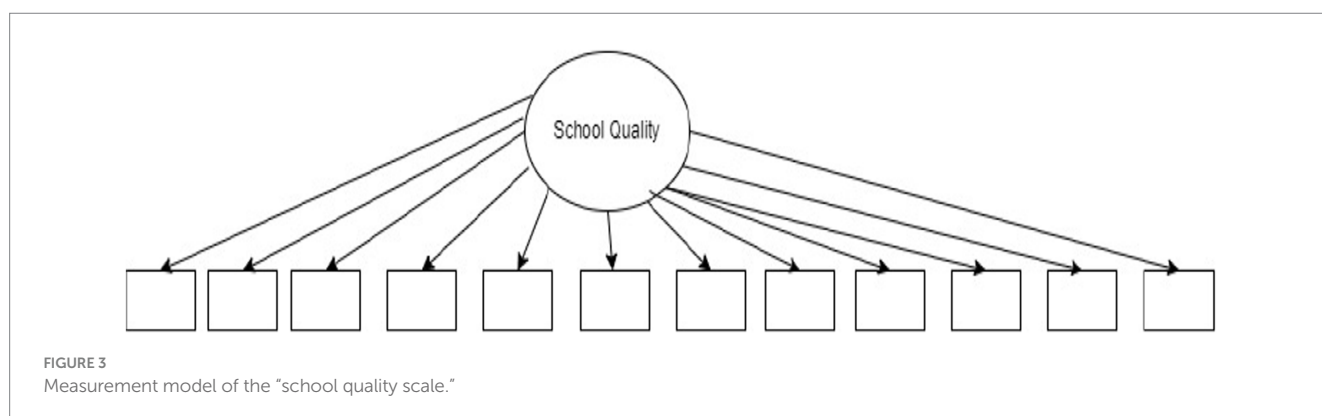 School Quality
FIGURE 3
Measurement model of the “school quality scale.”